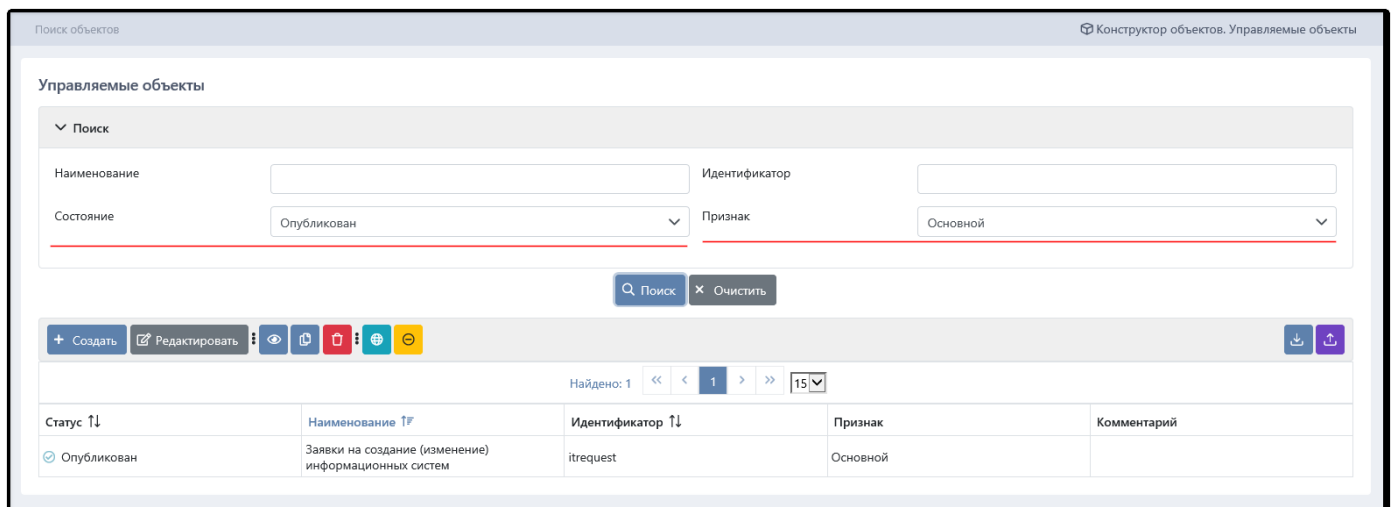 Поиск объектов
Конструктор объектов. Управляемые объекты
Управляемые объекты
Поиск
Наименование
Идентификатор
Состояние
Опубликован
Признак
Основной
Поиск
Очистить
Создать
Редактировать
Найдено: 1
1
15
Статус
Наименование
Идентификатор
Признак
Комментарий
Опубликован
Заявки на создание (изменение)
информационных систем
itrequest
Основной